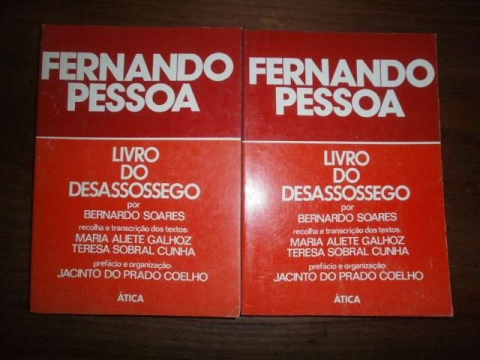 FERNANDO
PESSOA
LIVRO
DO
DESASSOSSEGO
por
BERNARDO SOARES
recolha e transcrição dos textos:
MARIA ALIETE GALHOZ
TERESA SOBRAL CUNHA
prefácio e organização:
JACINTO DO PRADO COELHO
ÁTICA
FERNANDO
PESSOA
LIVRO
DO
DESASSOSSEGO
por
BERNARDO SOARES
recolha e transcrição dos textos:
MARIA ALIETE GALHOZ
TERESA SOBRAL CUNHA
prefácio e organização:
JACINTO DO PRADO COELHO
ÁTICA